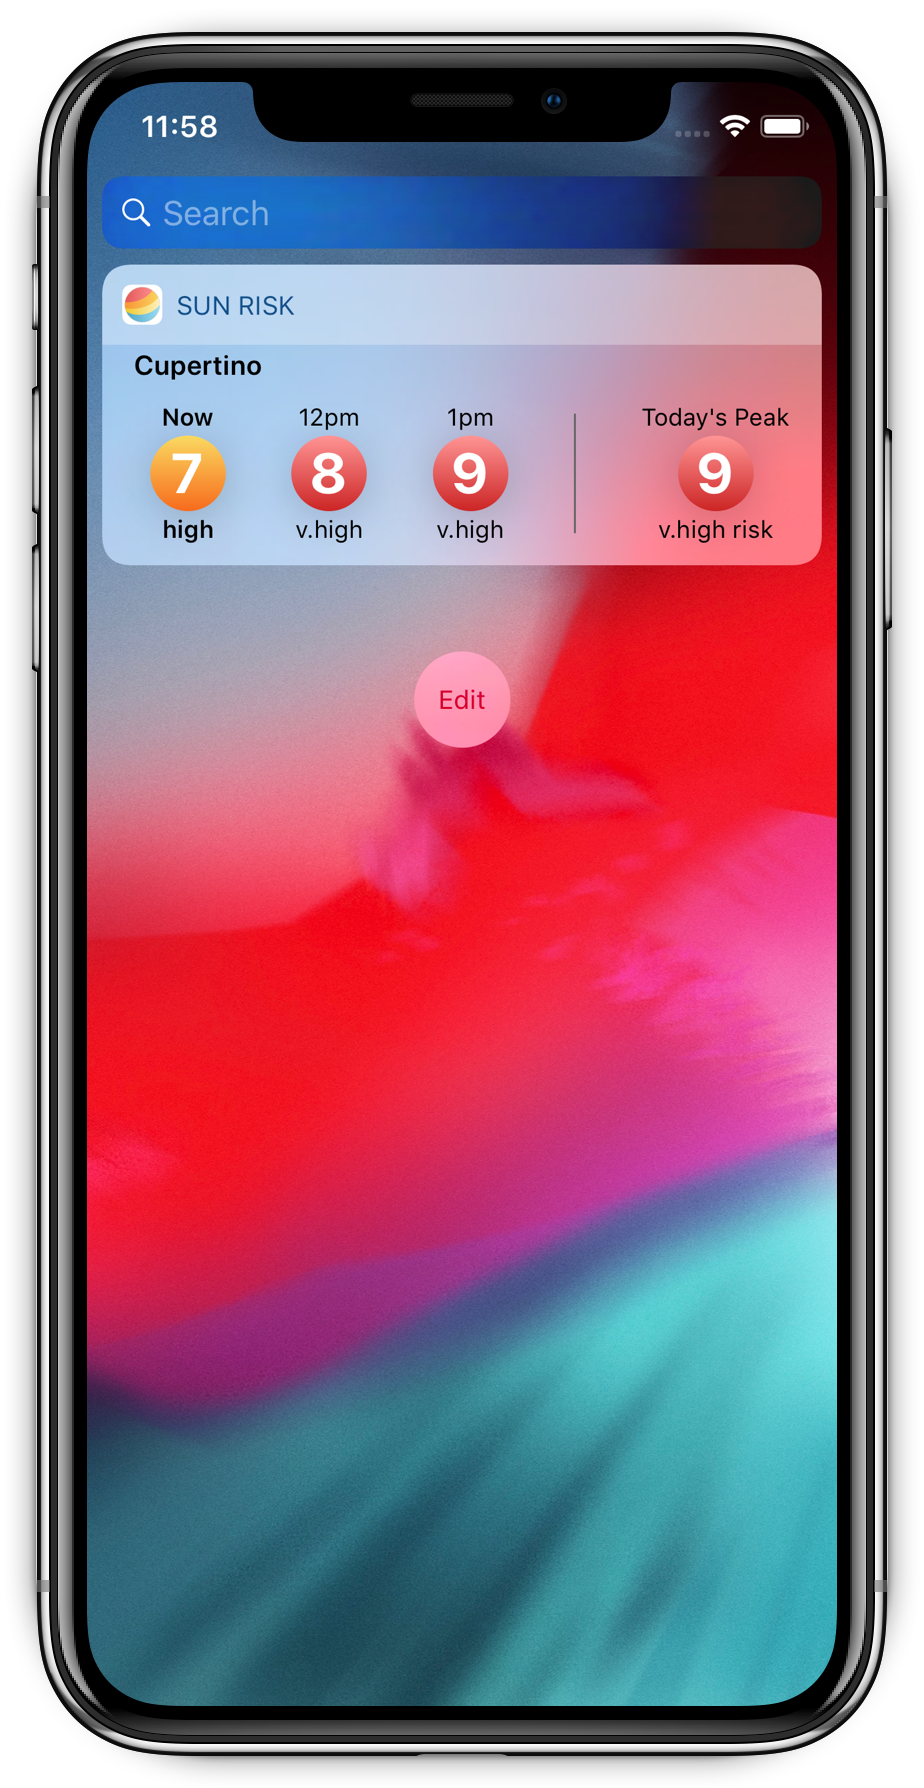 11:58
Search
SUN RISK
Cupertino
Now 12pm 1pm Today's Peak
7 8 9 9
high v.high v.high v.high risk
Edit